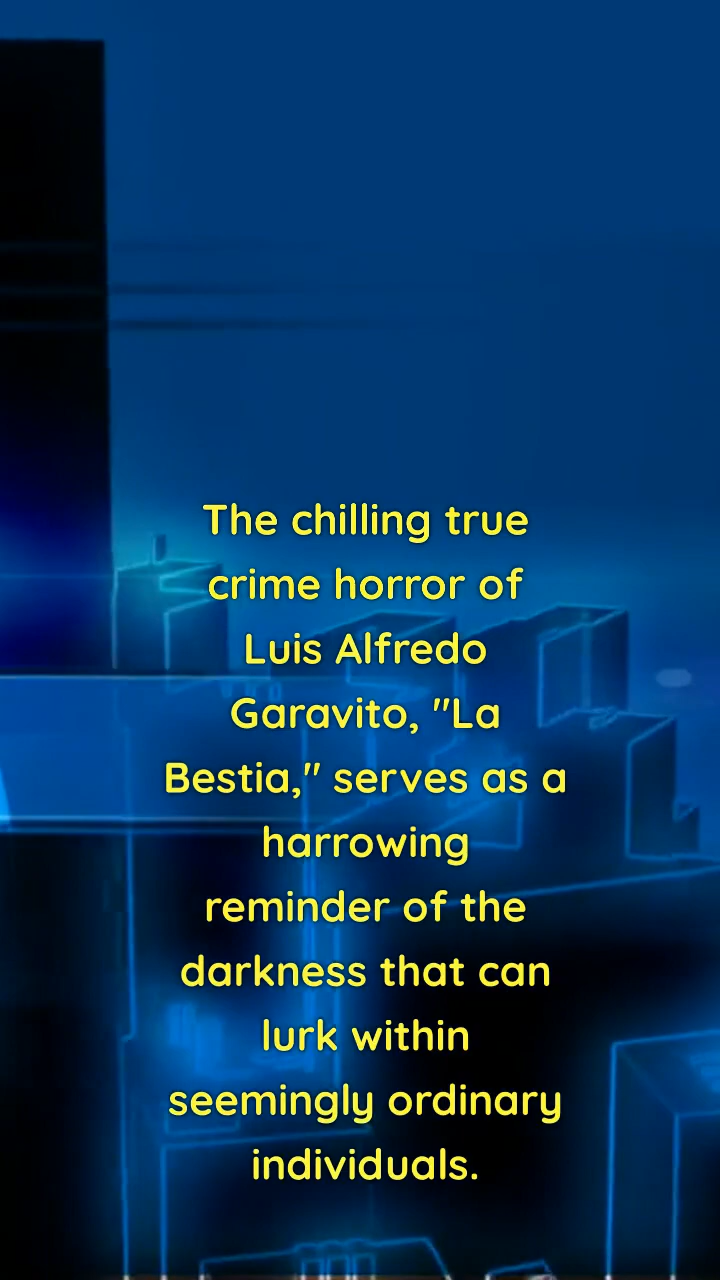 The chilling true
crime horror of
Luis Alfredo
Garavito, "La
Bestia," serves as a
harrowing
reminder of the
darkness that can
lurk within
seemingly ordinary
individuals.